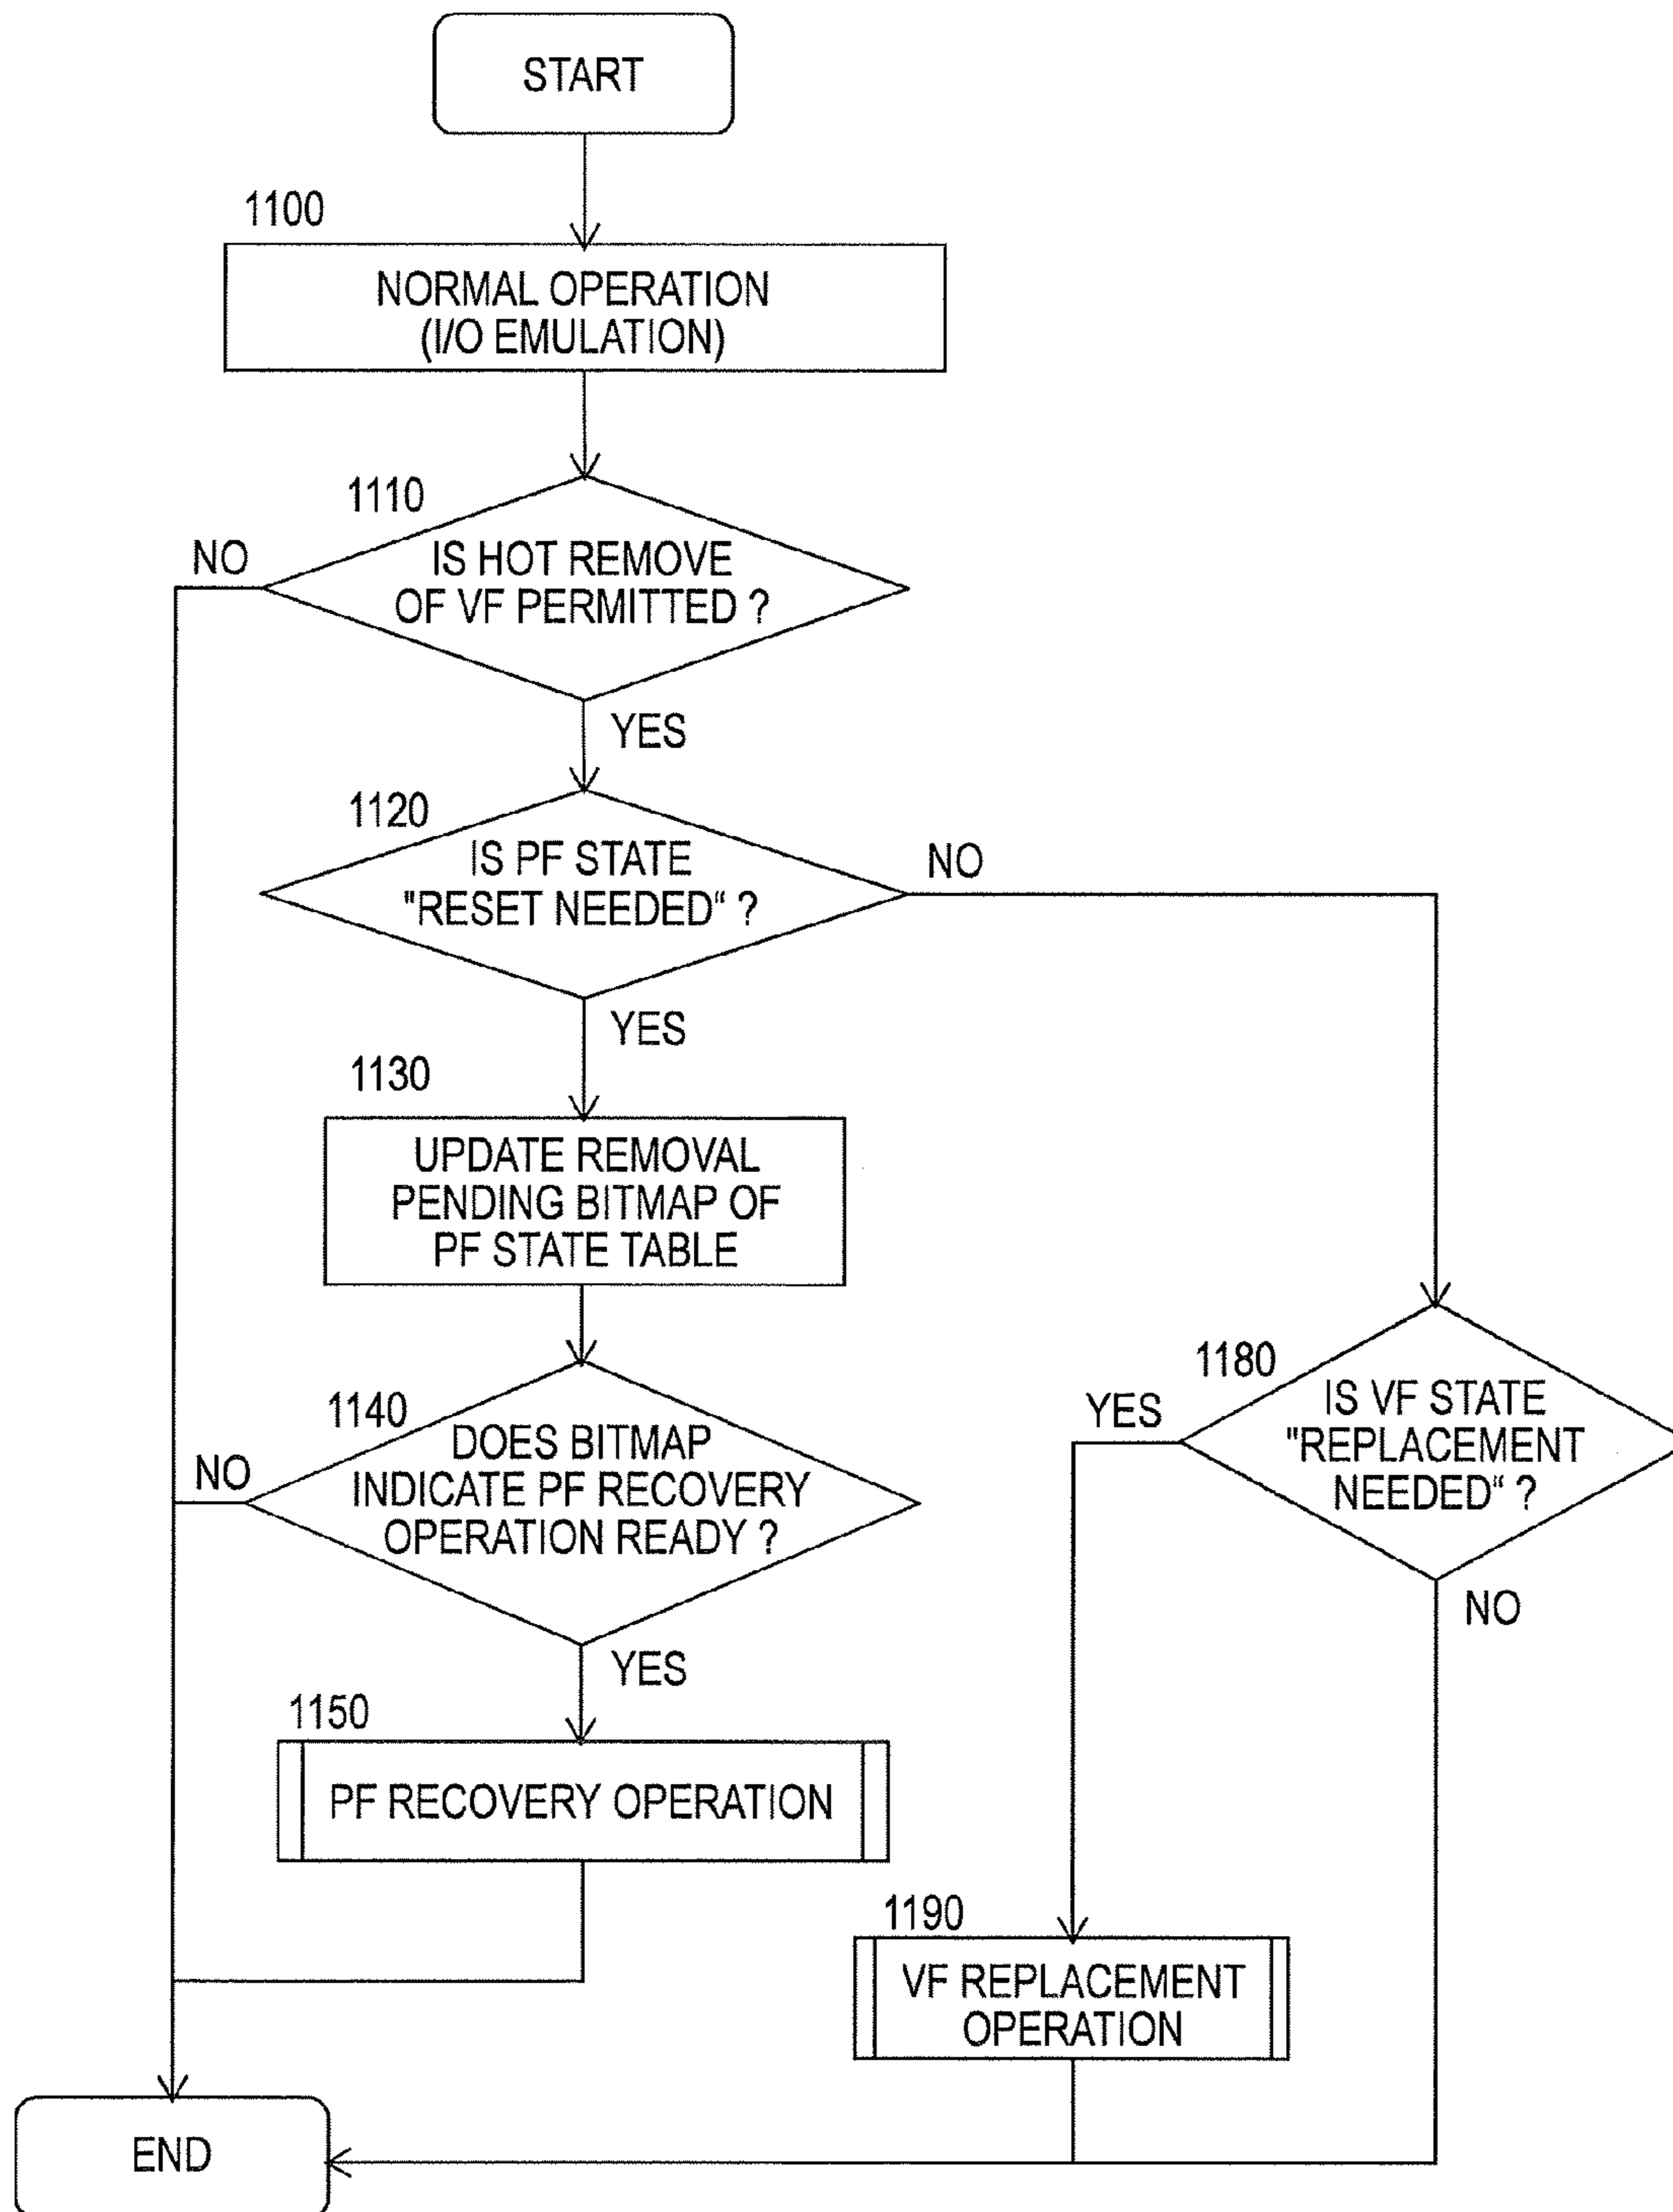 START
1100
NORMAL OPERATION
(I/O EMULATION)
1110
NO
IS HOT REMOVE
OF VF PERMITTED ?
YES
1120
IS PF STATE
"RESET NEEDED“ ?
NO
YES
1130
UPDATE REMOVAL
PENDING BITMAP OF
PF STATE TABLE
1140
NO
DOES BITMAP
INDICATE PF RECOVERY
OPERATION READY ?
YES
1150
PF RECOVERY OPERATION
1180
YES
IS VF STATE
"REPLACEMENT
NEEDED“ ?
NO
1190
VF REPLACEMENT
OPERATION
END